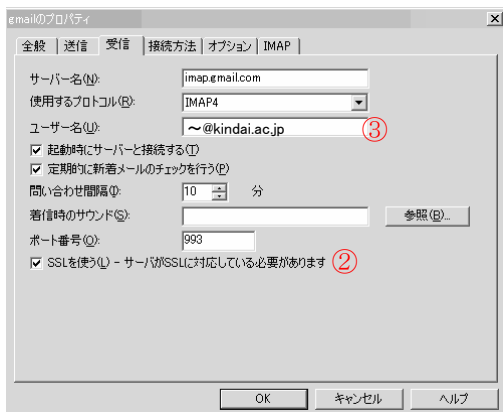 gmailのプロパティ
全般 送信 受信 接続方法 オプション IMAP
サーバー名(N): imap.gmail.com
使用するプロトコル(R): IMAP4
ユーザー名(U): ～@kindai.ac.jp ③
起動時にサーバーと接続する(T)
定期的に新着メールのチェックを行う(P)
問い合わせ間隔(I): 10 分
着信時のサウンド(S): 参照(B)...
ポート番号(O): 993
SSLを使う(L) - サーバがSSLに対応している必要があります ②
OK キャンセル ヘルプ